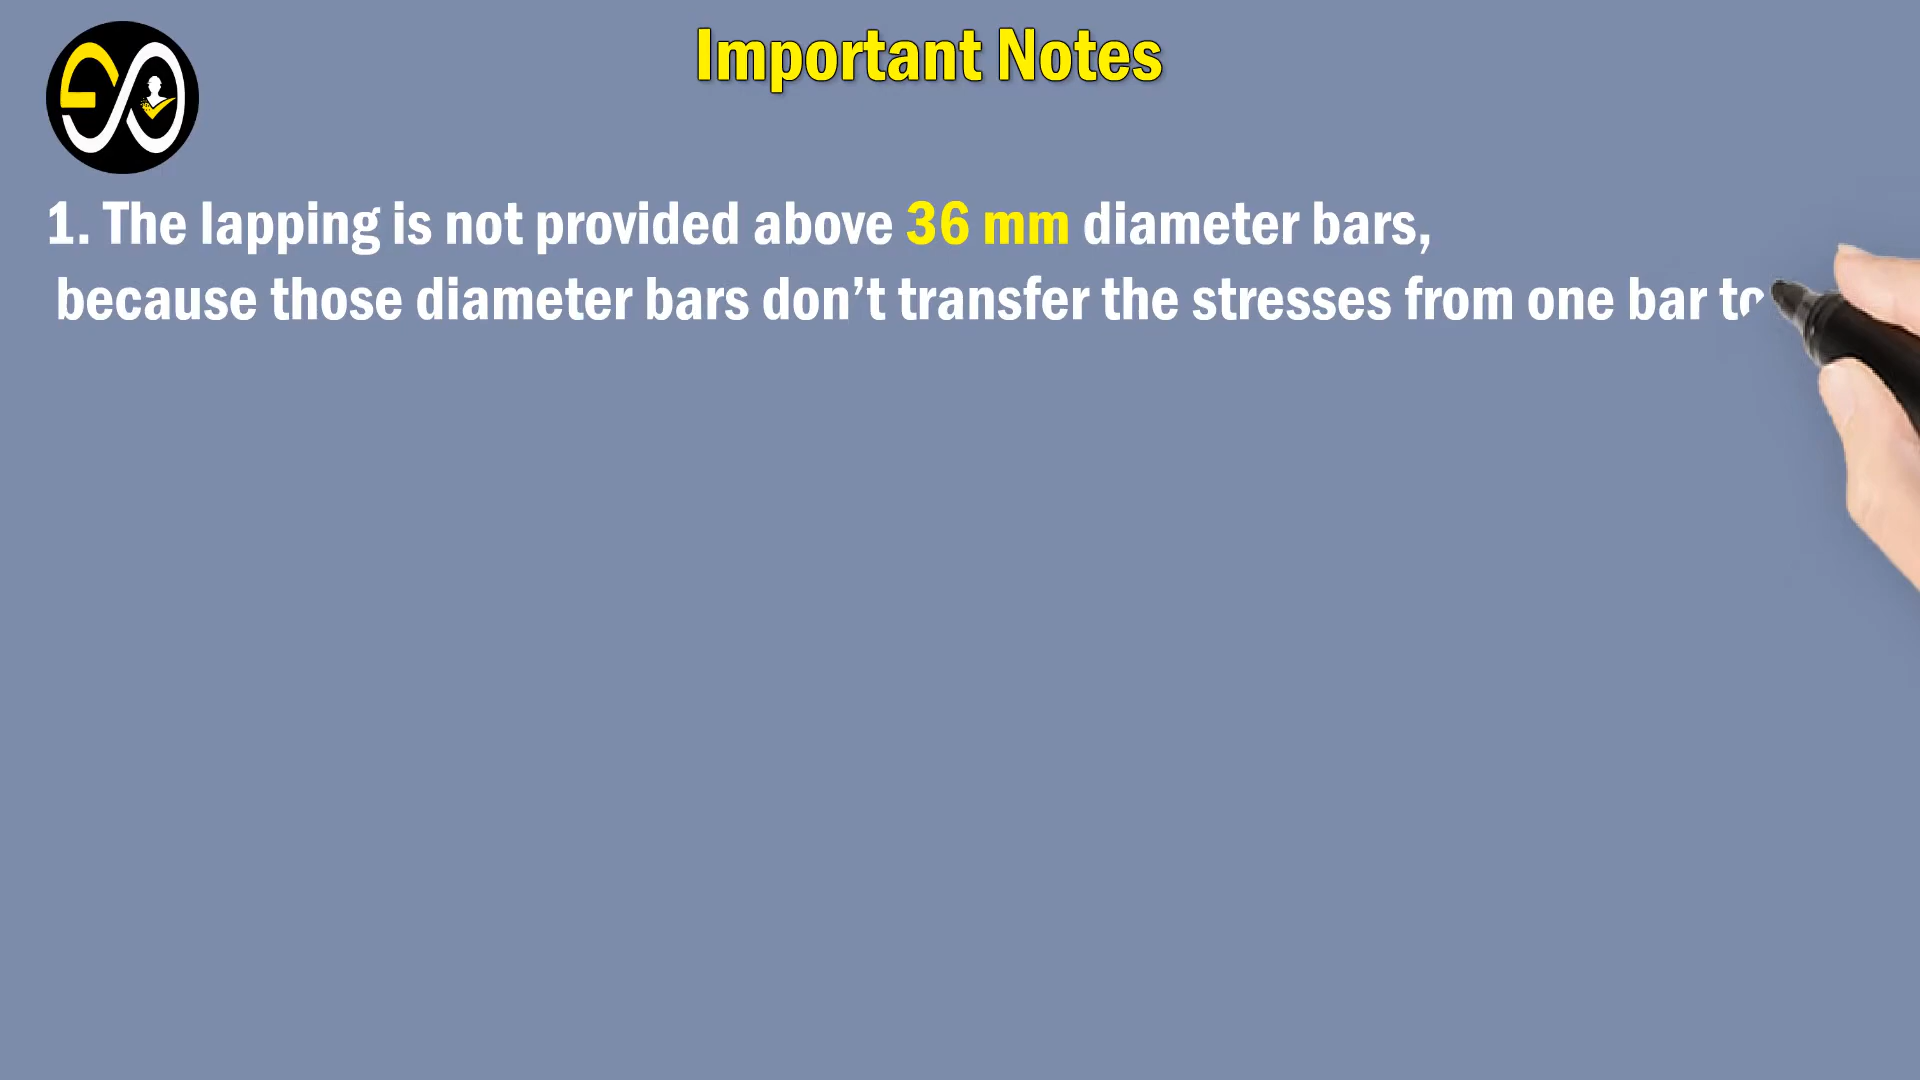 Important Notes
1. The lapping is not provided above 36 mm diameter bars,
because those diameter bars don’t transfer the stresses from one bar to